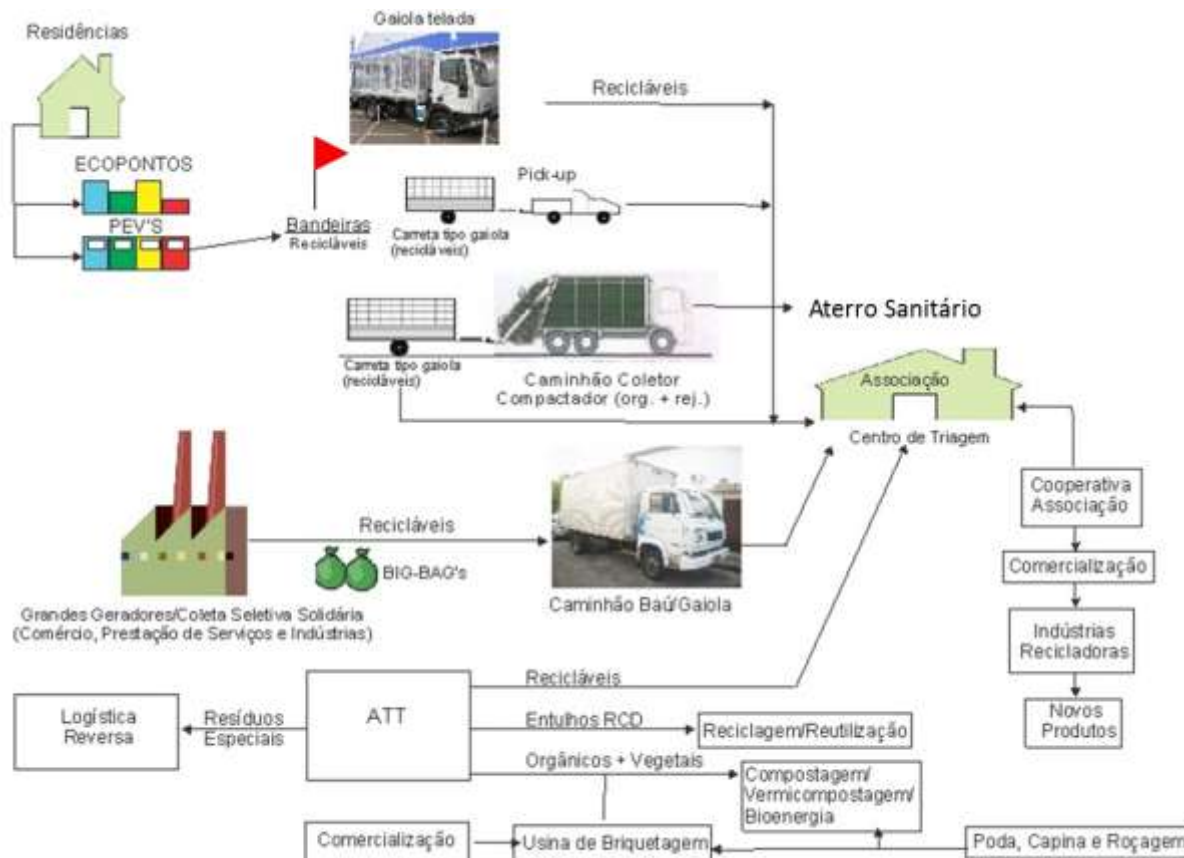 Gaiola telada
Residências
Recicláveis
ECOPONTOS
Pick-up
PEV'S
Bandeiras
Recicláveis
Carreta tipo gaiola
(recicláveis)
Aterro Sanitário
Carreta tipo gaiola
(recicláveis)
Caminhão Coletor
Compactador (org. + rej.)
Associação
Centro de Triagem
Cooperativa
Associação
Recicláveis
BIG-BAG's
Comercialização
Caminhão Baú/Gaiola
Grandes Geradores/Coleta Seletiva Solidária
(Comércio, Prestação de Serviços e Indústrias)
Indústrias
Recicladoras
Recicláveis
Logística
Reversa
Resíduos
Especiais
ATT
Entulhos RCD
Reciclagem/Reutilização
Novos
Produtos
Orgânicos + Vegetais
Compostagem/
Vermicompostagem/
Bioenergia
Comercialização
Usina de Briquetagem
Poda, Capina e Roçagem